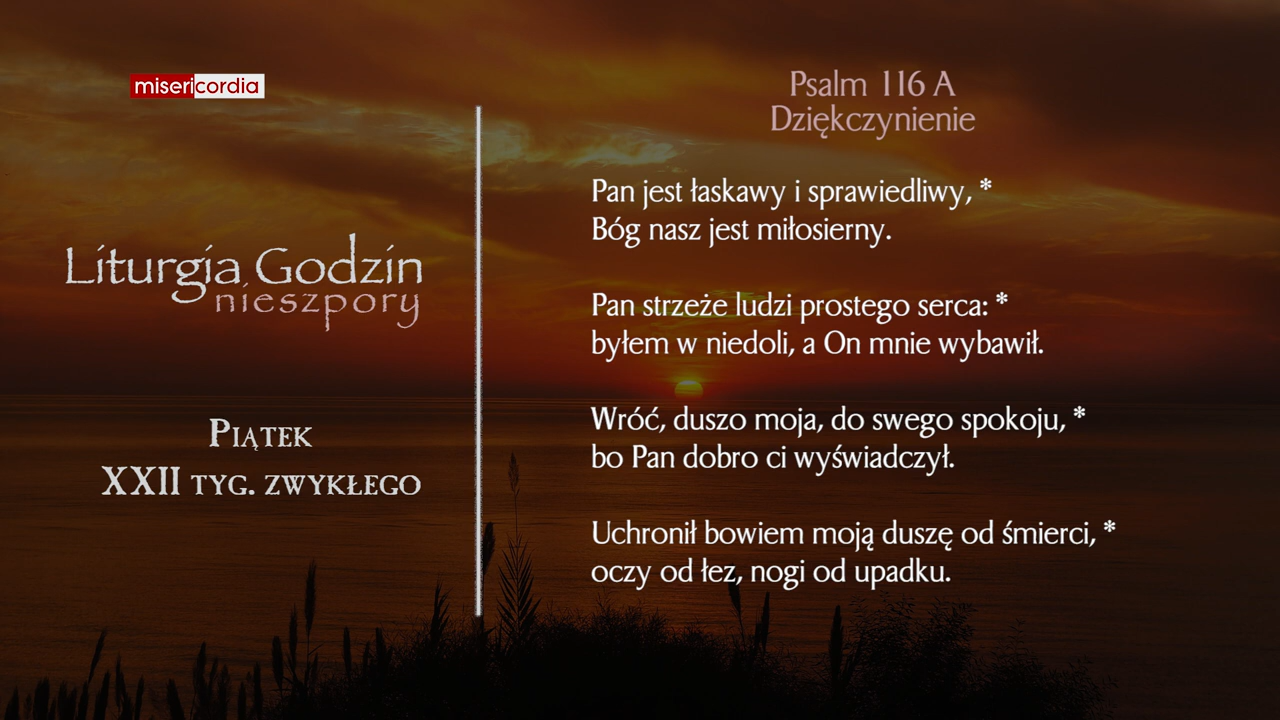 misericordia
Liturgia Godzin
nieszpory
Piątek
XXII tyg. zwykłego
Psalm 116 A
Dziękczynienie
Pan jest łaskawy i sprawiedliwy, *
Bóg nasz jest miłosierny.
Pan strzeże ludzi prostego serca: *
byłem w niedoli, a On mnie wybawił.
Wróć, duszo moja, do swego spokoju, *
bo Pan dobro ci wyświadczył.
Uchronił bowiem moją duszę od śmierci, *
oczy od łez, nogi od upadku.